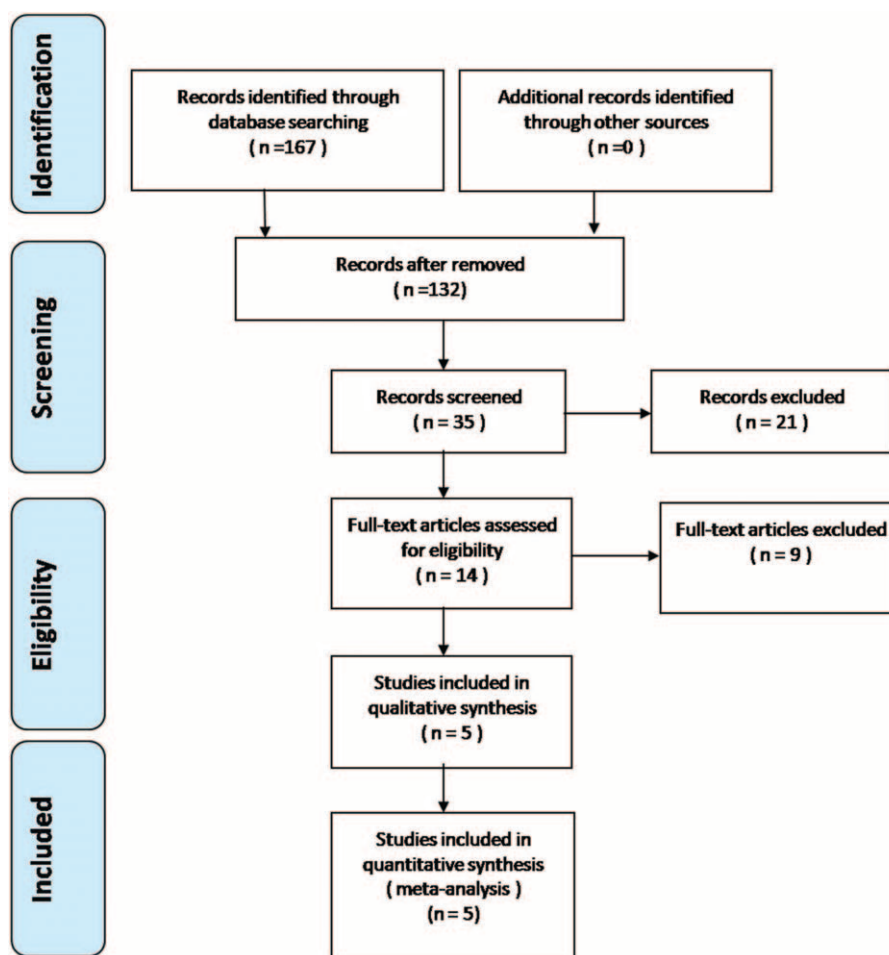 Identification
Records identified through
database searching
( n =167 )
Additional records identified
through other sources
( n =0 )
Screening
Records after removed
( n =132)
Records screened
( n = 35 )
Records excluded
( n = 21 )
Eligibility
Full-text articles assessed
for eligibility
( n = 14 )
Full-text articles excluded
( n = 9 )
Studies included in
qualitative synthesis
( n = 5 )
Included
Studies included in
quantitative synthesis
( meta-analysis )
(n = 5)